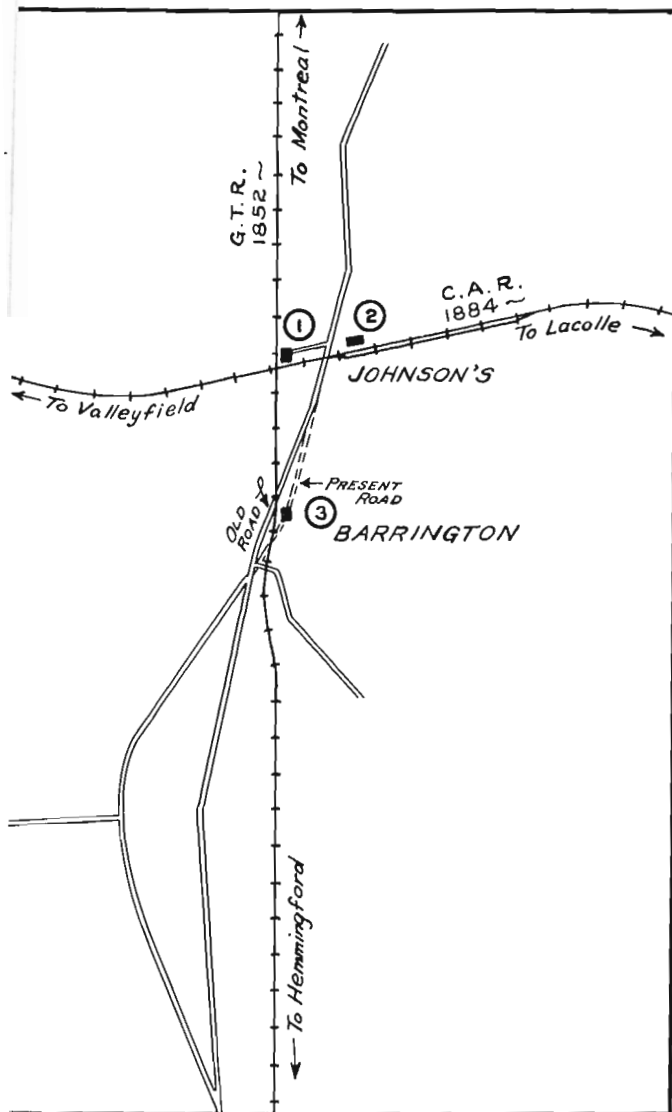 To Montreal
G.T.R.
1852~
C.A.R.
1884~
To Lacolle
1
2
JOHNSON'S
To Valleyfield
PRESENT
ROAD
OLD
ROAD
3
BARRINGTON
To Hemmingford